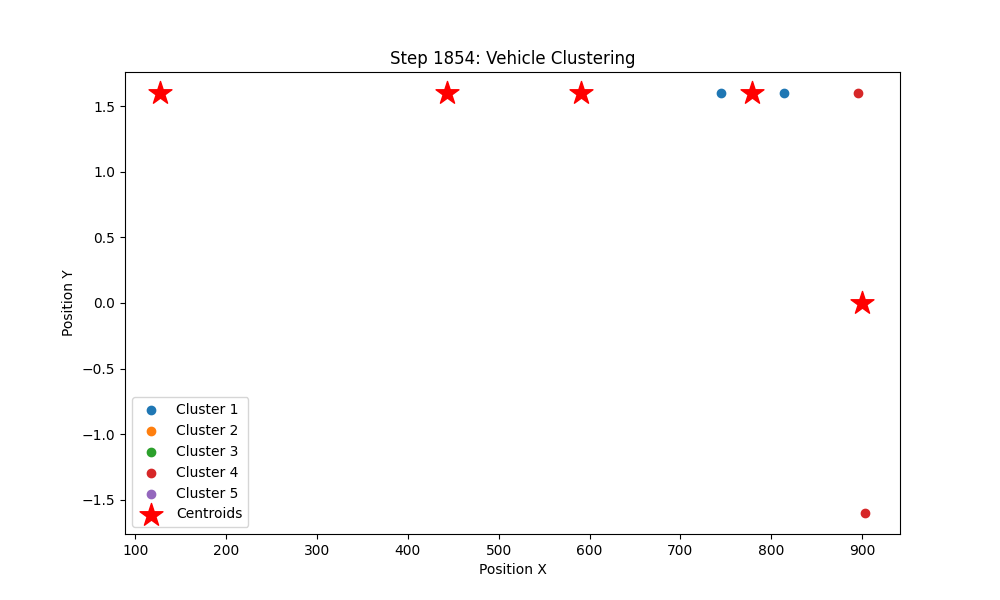 Step 1854: Vehicle Clustering
Position Y
1.5
1.0
0.5
0.0
−0.5
−1.0
−1.5
Cluster 1
Cluster 2
Cluster 3
Cluster 4
Cluster 5
Centroids
100 200 300 400 500 600 700 800 900
Position X